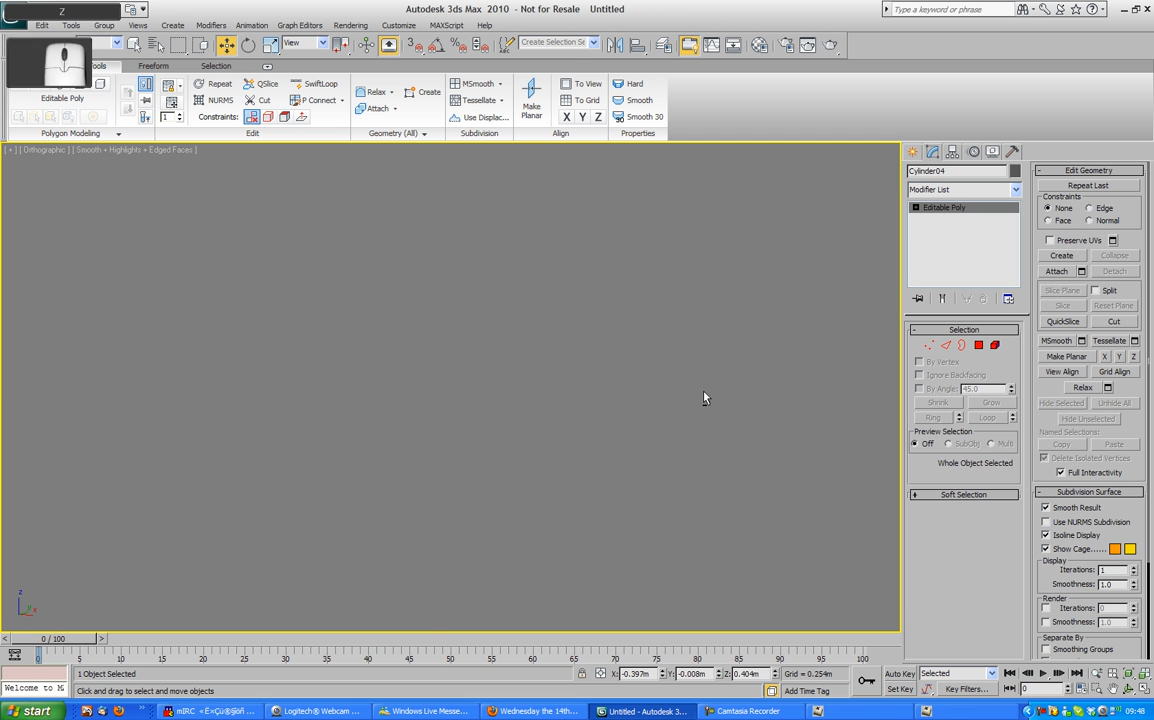 Z
Autodesk 3ds Max 2010 - Not for Resale Untitled
Type a keyword or phrase
Edit Tools Group Views Create Modifiers Animation Graph Editors Rendering Customize MAXScript Help
View
Create Selection Se
Tools Freeform Selection
Editable Poly
Polygon Modeling
Repeat QSlice SwiftLoop
NURMS Cut P Connect
1 Constraints:
Edit
Relax Create
Attach
Geometry (All)
MSmooth
Tessellate
Use Displac...
Subdivision
Make Planar
To View
To Grid
X Y Z
Align
Hard
Smooth
Smooth 30
Properties
[ + ] [ Orthographic ] [ Smooth + Highlights + Edged Faces ]
Cylinder04
Modifier List
Editable Poly
Selection
By Vertex
Ignore Backfacing
By Angle: 45.0
Shrink Grow
Ring Loop
Preview Selection
Off SubObj Multi
Whole Object Selected
Soft Selection
Edit Geometry
Repeat Last
Constraints
None Edge
Face Normal
Preserve UVs
Create Collapse
Attach Detach
Slice Plane Split
Slice Reset Plane
QuickSlice Cut
MSmooth Tessellate
Make Planar X Y Z
View Align Grid Align
Relax
Hide Selected Unhide All
Hide Unselected
Named Selections:
Copy Paste
Delete Isolated Vertices
Full Interactivity
Subdivision Surface
Smooth Result
Use NURMS Subdivision
Isoline Display
Show Cage......
Display
Iterations: 1
Smoothness: 1.0
Render
Iterations: 0
Smoothness: 1.0
Separate By
Smoothing Groups
z
y
x
< 0 / 100 >
0 5 10 15 20 25 30 35 40 45 50 55 60 65 70 75 80 85 90 95 100
1 Object Selected
X: -0.397m Y: -0.008m Z: 0.404m Grid = 0.254m
Auto Key Selected
Welcome to M
Click and drag to select and move objects
Add Time Tag
Set Key Key Filters...
0
start
Logitech® Webcam ...
Windows Live Messe...
Wednesday the 14th...
Untitled - Autodesk 3...
Camtasia Recorder
09:48